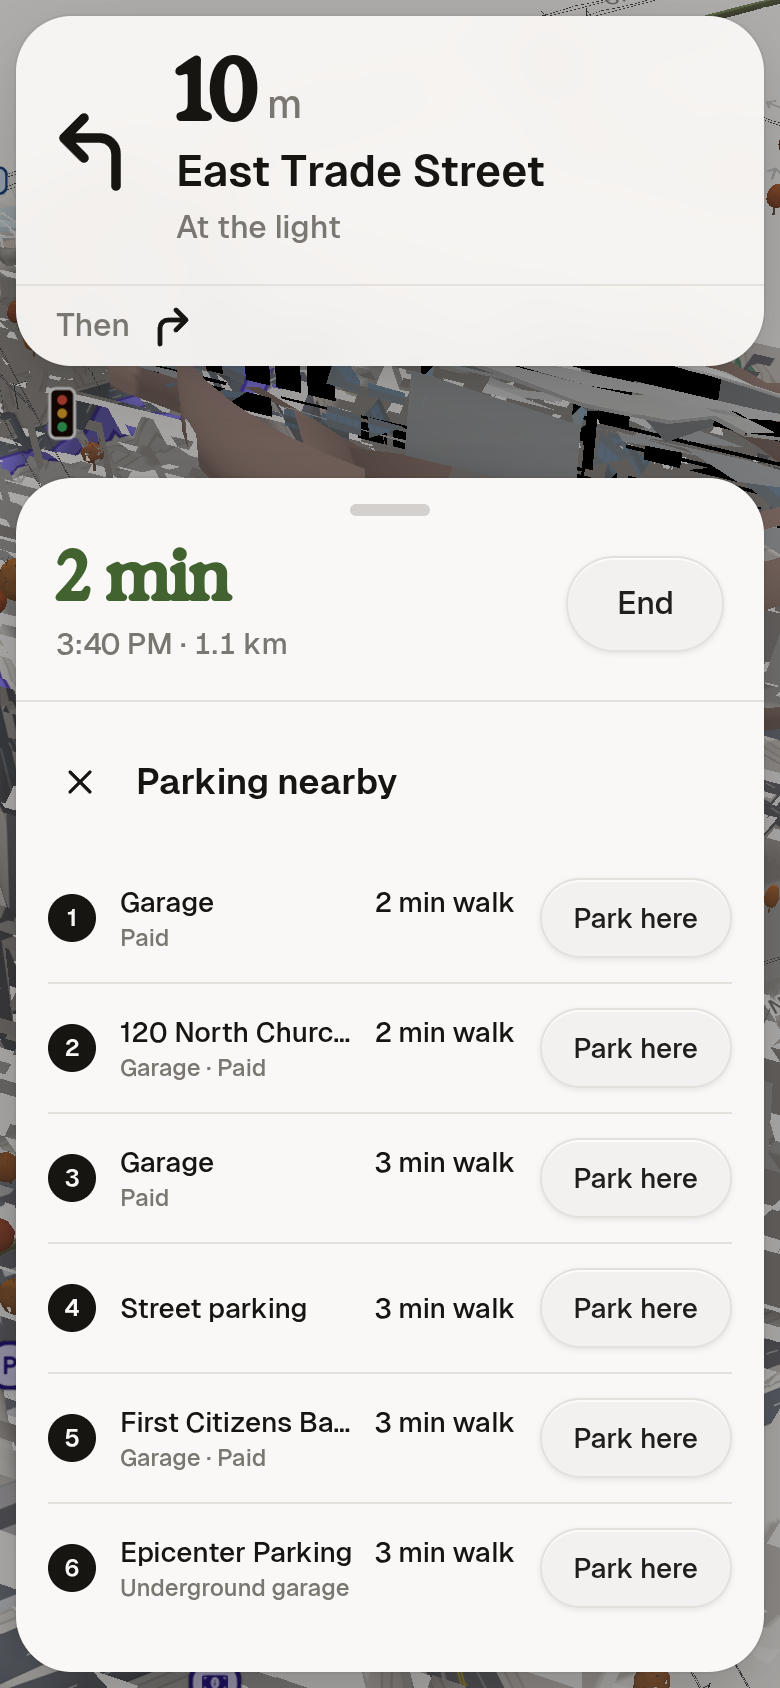 10 m
East Trade Street
At the light
Then
2 min
3:40 PM · 1.1 km
End
Parking nearby
1
Garage
2 min walk
Park here
Paid
2
120 North Churc...
2 min walk
Park here
Garage · Paid
3
Garage
3 min walk
Park here
Paid
4
Street parking
3 min walk
Park here
5
First Citizens Ba...
3 min walk
Park here
Garage · Paid
6
Epicenter Parking
3 min walk
Park here
Underground garage
P